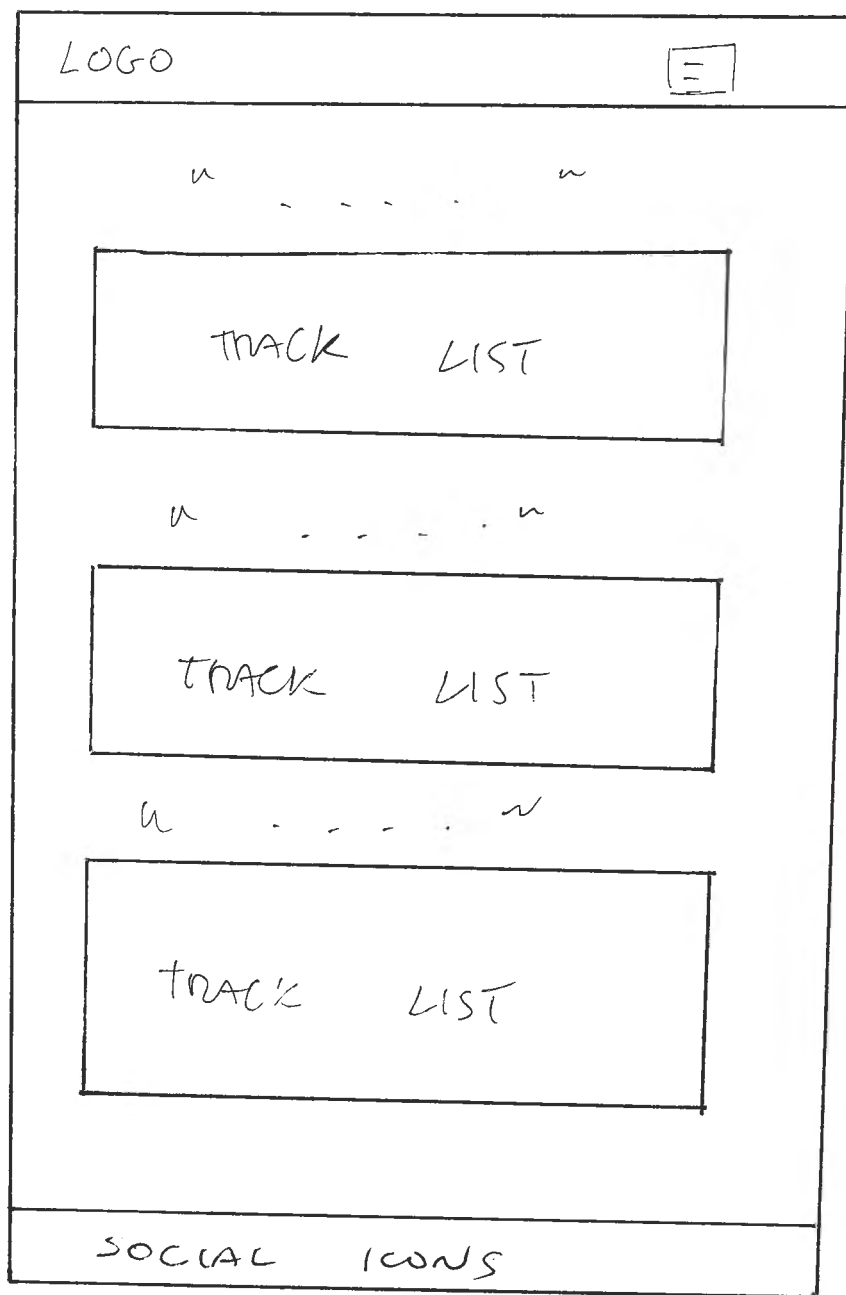 LOGO
" - - - - "
TRACK LIST
" - - - - "
TRACK LIST
" - - - - "
TRACK LIST
SOCIAL ICONS